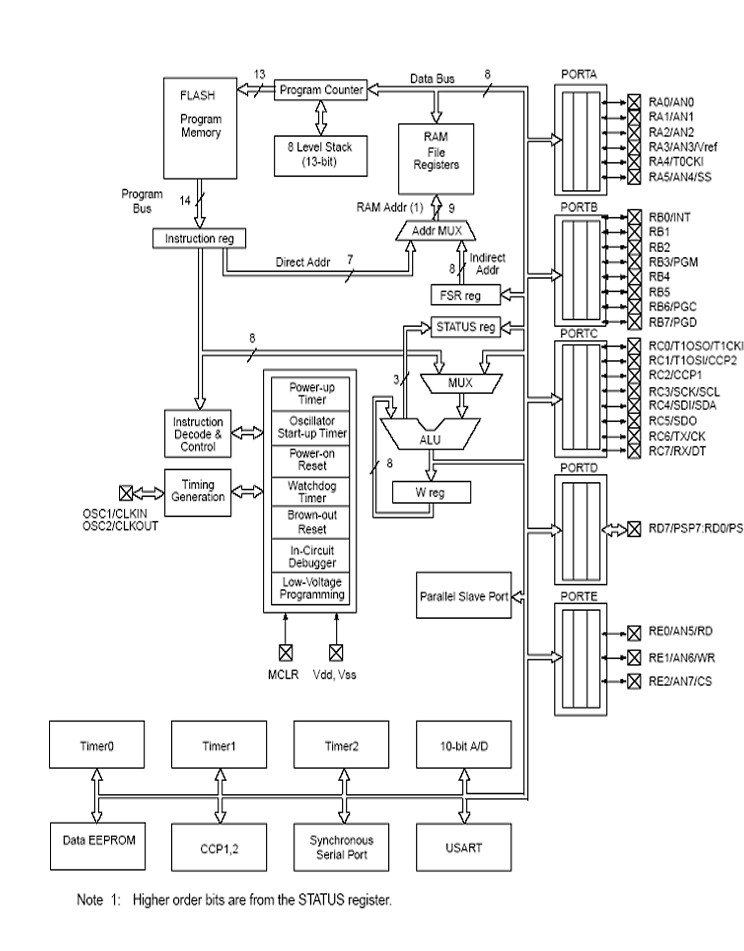 13
Data Bus
8
PORTA
FLASH
Program
Memory
Program Counter
8 Level Stack
(13-bit)
RAM
File
Registers
RA0/AN0
RA1/AN1
RA2/AN2
RA3/AN3/Vref
RA4/T0CKI
RA5/AN4/SS
Program
Bus
14
RAM Addr (1)
9
PORTB
Instruction reg
Addr MUX
Direct Addr
7
8
Indirect
Addr
FSR reg
RB0/INT
RB1
RB2
RB3/PGM
RB4
RB5
RB6/PGC
RB7/PGD
STATUS reg
PORTC
8
3
MUX
RC0/T1OSO/T1CKI
RC1/T1OSI/CCP2
RC2/CCP1
RC3/SCK/SCL
RC4/SDI/SDA
RC5/SDO
RC6/TX/CK
RC7/RX/DT
Power-up
Timer
Oscillator
Start-up Timer
Power-on
Reset
Watchdog
Timer
Brown-out
Reset
In-Circuit
Debugger
Low-Voltage
Programming
Instruction
Decode &
Control
ALU
8
W reg
Timing
Generation
OSC1/CLKIN
OSC2/CLKOUT
PORTD
RD7/PSP7:RD0/PS
Parallel Slave Port
PORTE
RE0/AN5/RD
RE1/AN6/WR
RE2/AN7/CS
MCLR
Vdd, Vss
Timer0
Timer1
Timer2
10-bit A/D
Data EEPROM
CCP1,2
Synchronous
Serial Port
USART
Note 1: Higher order bits are from the STATUS register.